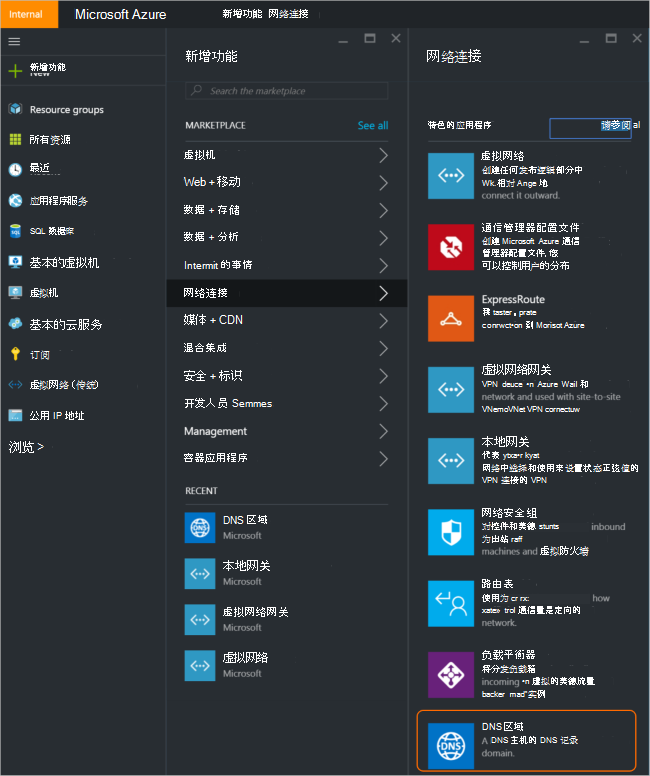 Internal
Microsoft Azure
新增功能 网络连接
新增功能
New
Resource groups
所有资源
最近
应用程序服务
SQL 数据库
基本的虚拟机
虚拟机
基本的云服务
订阅
虚拟网络 (传统)
公用 IP 地址
浏览 >
新增功能
Search the marketplace
MARKETPLACE
See all
虚拟机
Web + 移动
数据 + 存储
数据 + 分析
Intermit 的事情
网络连接
媒体 + CDN
混合集成
安全 + 标识
开发人员 Semmes
Management
容器应用程序
RECENT
DNS 区域
Microsoft
本地网关
Microsoft
虚拟网络网关
Microsoft
虚拟网络
Microsoft
网络连接
特色的应用程序
请参阅 al
虚拟网络
创建任何发布逻辑部分中
Wk.相对 Ange 地
connect it outward.
通信管理器配置文件
创建 Microsoft Azure 通信
管理器配置文件, 您
可以控制用户的分布
ExpressRoute
我 taster 。prate
conrwct•on 到 Morisot Azure
虚拟网络网关
VPN deuce •n Azure Wail 和
network and used with site-to-site
VNemoVNet VPN connectuw
本地网关
代表 ytxa•r kyat
网络中选择和使用来设置状态正弦值的
VPN 连接的 VPN
网络安全组
对控件和美德 stunts inbound
为出站 raff
machines and 虚拟防火墙
路由表
使用为 cr rx: how
xate› trol 通信量是定向的
network.
负载平衡器
将分发负载箱
incoming •n 虚拟的美德流量
backer mad"实例
DNS 区域
A DNS 主机的 DNS 记录
domain.